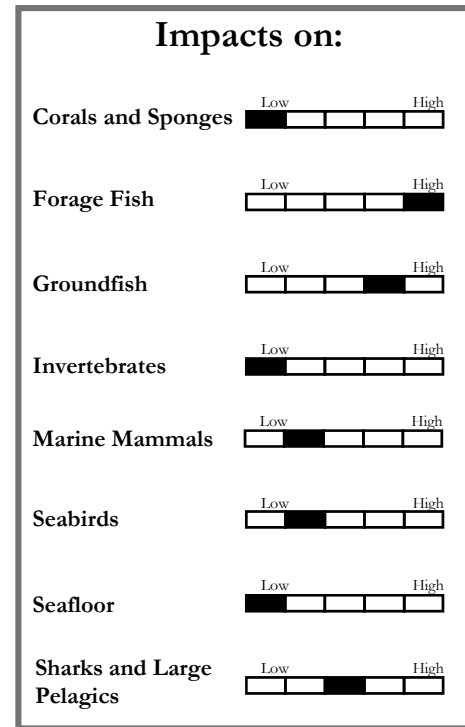 Impacts on:
Low High
Corals and Sponges
Low High
Forage Fish
Low High
Groundfish
Low High
Invertebrates
Low High
Marine Mammals
Low High
Seabirds
Low High
Seafloor
Low High
Sharks and Large
Pelagics